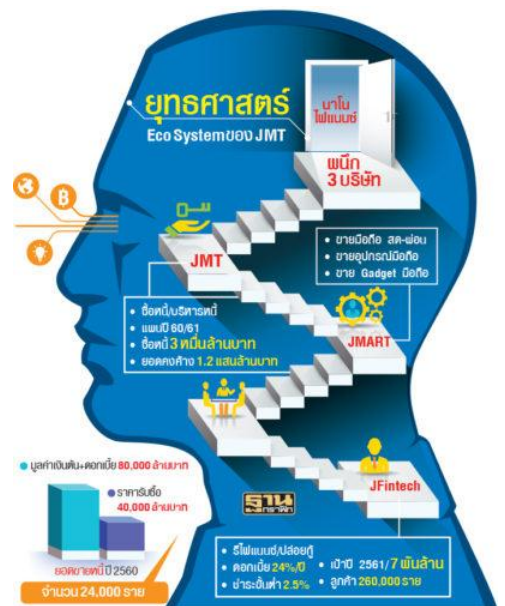 ยุทธศาสตร์
Eco Systemของ JMT
นาโน
ไฟแนนซ์
ผนึก
3 บริษัท
JMT
• ขายมือถือ สด-ผ่อน
• ขายอุปกรณ์มือถือ
• ขาย Gadget มือถือ
• ซื้อหนี้/บริหารหนี้
• แผนปี 60/61
• ซื้อหนี้ 3 หมื่นล้านบาท
• ยอดคงค้าง 1.2 แสนล้านบาท
JMART
• มูลค่าเงินต้น+ดอกเบี้ย 80,000 ล้านบาท
• ราคารับซื้อ
40,000 ล้านบาท
ยอดขายหนี้ ปี 2560
จำนวน 24,000 ราย
ฐาน
กราฟิก
JFintech
• รีไฟแนนซ์/ปล่อยกู้
• ดอกเบี้ย 24%/ปี
• ชำระขั้นต่ำ 2.5%
• เป้าปี 2561/7 พันล้าน
• ลูกค้า 260,000 ราย